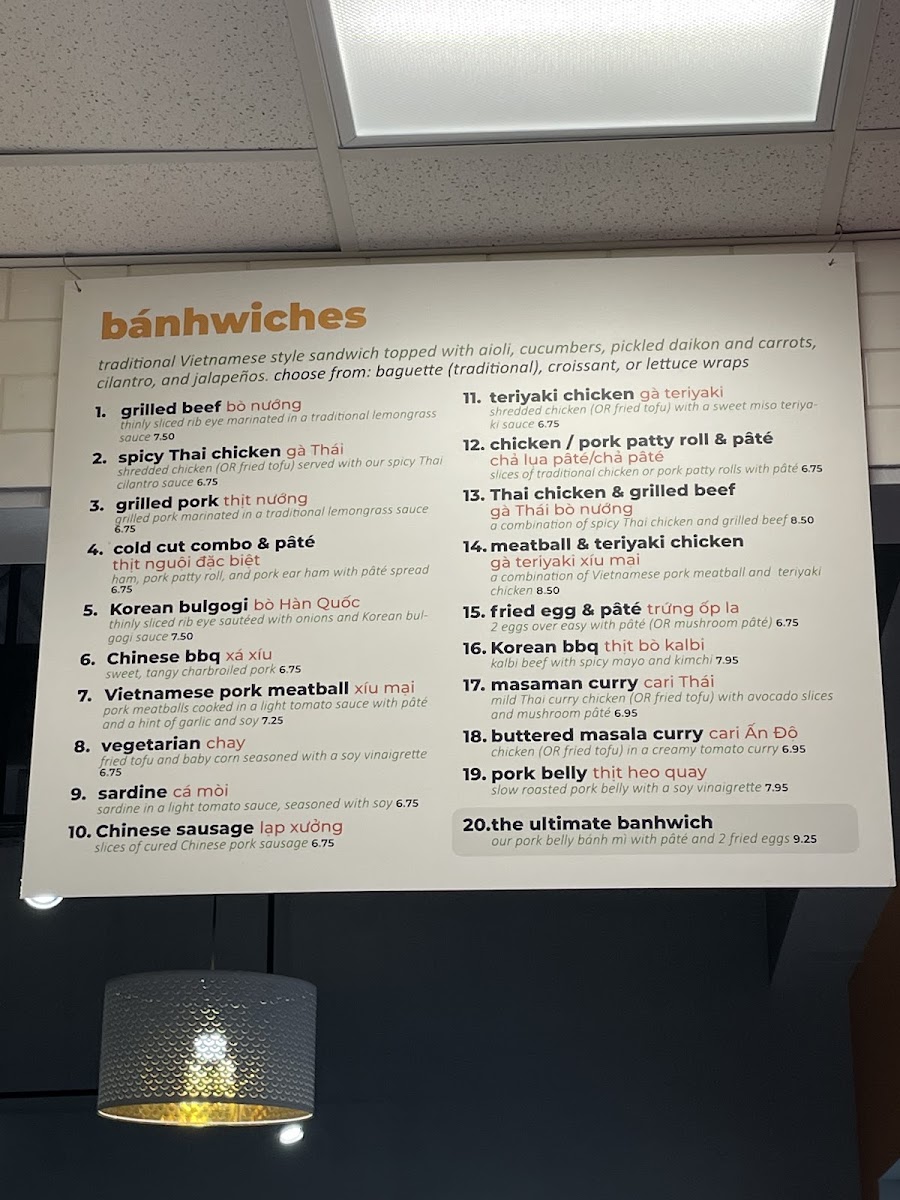 bánhwiches
traditional Vietnamese style sandwich topped with aioli, cucumbers, pickled daikon and carrots,
cilantro, and jalapeños. choose from: baguette (traditional), croissant, or lettuce wraps
1. grilled beef bò nướng
thinly sliced rib eye marinated in a traditional lemongrass
sauce 7.50
2. spicy Thai chicken gà Thái
shredded chicken (OR fried tofu) served with our spicy Thai
cilantro sauce 6.75
3. grilled pork thịt nướng
grilled pork marinated in a traditional lemongrass sauce
6.75
4. cold cut combo & pâté
thịt nguội đặc biệt
ham, pork patty roll, and pork ear ham with pâté spread
6.75
5. Korean bulgogi bò Hàn Quốc
thinly sliced rib eye sautéed with onions and Korean bul-
gogi sauce 7.50
6. Chinese bbq xá xíu
sweet, tangy charbroiled pork 6.75
7. Vietnamese pork meatball xíu mại
pork meatballs cooked in a light tomato sauce with pâté
and a hint of garlic and soy 7.25
8. vegetarian chay
fried tofu and baby corn seasoned with a soy vinaigrette
6.75
9. sardine cá mòi
sardine in a light tomato sauce, seasoned with soy 6.75
10. Chinese sausage lạp xưởng
slices of cured Chinese pork sausage 6.75
11. teriyaki chicken gà teriyaki
shredded chicken (OR fried tofu) with a sweet miso teriya-
ki sauce 6.75
12. chicken / pork patty roll & pâté
chả lụa pâté/chả pâté
slices of traditional chicken or pork patty rolls with pâté 6.75
13. Thai chicken & grilled beef
gà Thái bò nướng
a combination of spicy Thai chicken and grilled beef 8.50
14. meatball & teriyaki chicken
gà teriyaki xíu mại
a combination of Vietnamese pork meatball and teriyaki
chicken 8.50
15. fried egg & pâté trứng ốp la
2 eggs over easy with pâté (OR mushroom pâté) 6.75
16. Korean bbq thịt bò kalbi
kalbi beef with spicy mayo and kimchi 7.95
17. masaman curry cari Thái
mild Thai curry chicken (OR fried tofu) with avocado slices
and mushroom pâté 6.95
18. buttered masala curry cari Ấn Độ
chicken (OR fried tofu) in a creamy tomato curry 6.95
19. pork belly thịt heo quay
slow roasted pork belly with a soy vinaigrette 7.95
20.the ultimate banhwich
our pork belly bánh mì with pâté and 2 fried eggs 9.25